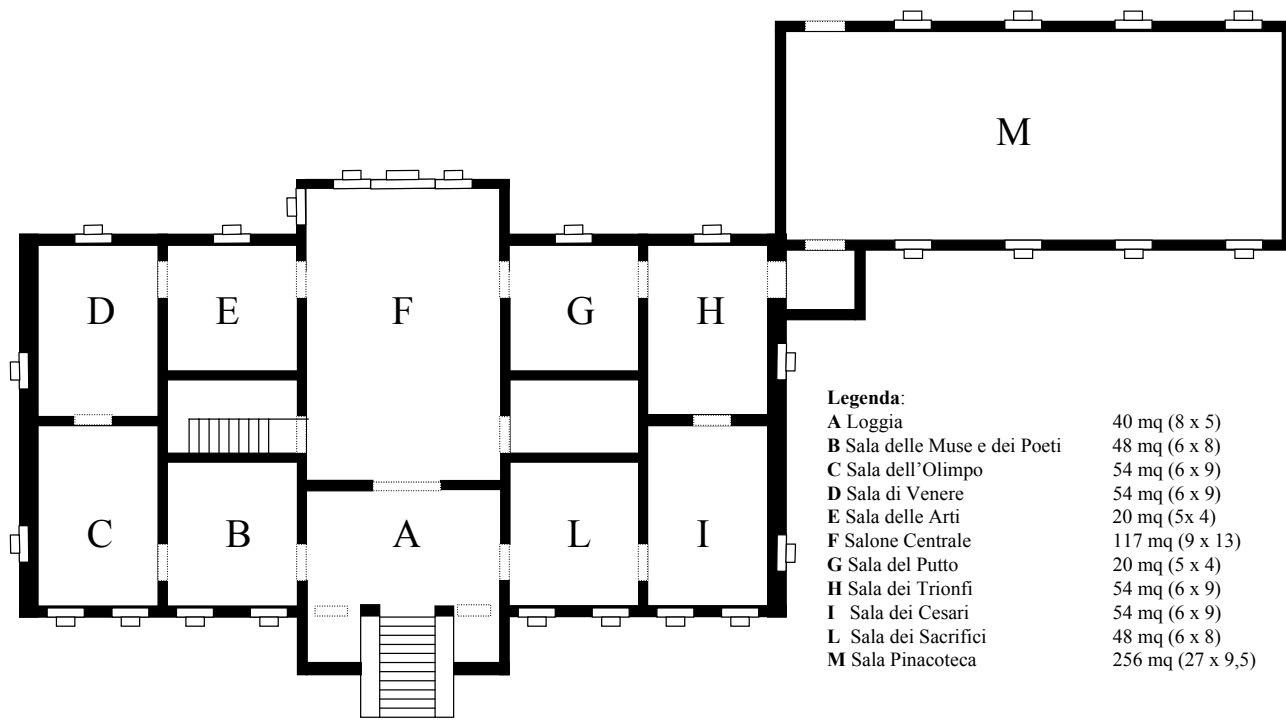 M
D
E
F
G
H
C
B
A
L
I
Legenda:
A Loggia 40 mq (8 x 5)
B Sala delle Muse e dei Poeti 48 mq (6 x 8)
C Sala dell’Olimpo 54 mq (6 x 9)
D Sala di Venere 54 mq (6 x 9)
E Sala delle Arti 20 mq (5x 4)
F Salone Centrale 117 mq (9 x 13)
G Sala del Putto 20 mq (5 x 4)
H Sala dei Trionfi 54 mq (6 x 9)
I Sala dei Cesari 54 mq (6 x 9)
L Sala dei Sacrifici 48 mq (6 x 8)
M Sala Pinacoteca 256 mq (27 x 9,5)